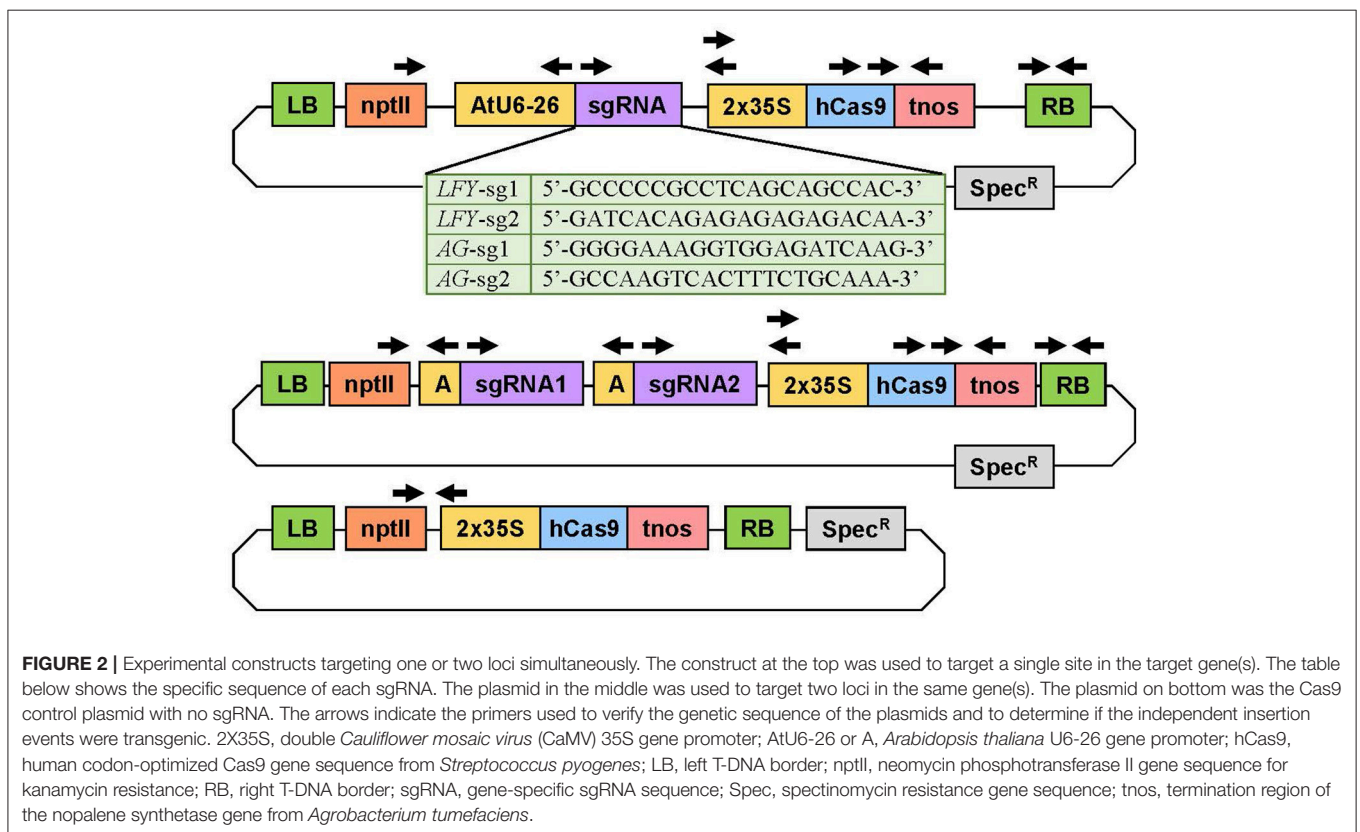 LB nptII AtU6-26 sgRNA 2x35S hCas9 tnos RB
Spec^R
LFY-sg1 5’-GCCCCCGCCTCAGCAGCCAC-3’
LFY-sg2 5’-GATCACAGAGAGAGAGACAA-3’
AG-sg1 5’-GGGGAAAGGTGGAGATCAAG-3’
AG-sg2 5’-GCCAAGTCACTTTCTGCAAA-3’
LB nptII A sgRNA1 A sgRNA2 2x35S hCas9 tnos RB
Spec^R
LB nptII 2x35S hCas9 tnos RB Spec^R
FIGURE 2 | Experimental constructs targeting one or two loci simultaneously. The construct at the top was used to target a single site in the target gene(s). The table
below shows the specific sequence of each sgRNA. The plasmid in the middle was used to target two loci in the same gene(s). The plasmid on bottom was the Cas9
control plasmid with no sgRNA. The arrows indicate the primers used to verify the genetic sequence of the plasmids and to determine if the independent insertion
events were transgenic. 2X35S, double Cauliflower mosaic virus (CaMV) 35S gene promoter; AtU6-26 or A, Arabidopsis thaliana U6-26 gene promoter; hCas9,
human codon-optimized Cas9 gene sequence from Streptococcus pyogenes; LB, left T-DNA border; nptII, neomycin phosphotransferase II gene sequence for
kanamycin resistance; RB, right T-DNA border; sgRNA, gene-specific sgRNA sequence; Spec, spectinomycin resistance gene sequence; tnos, termination region of
the nopalene synthetase gene from Agrobacterium tumefaciens.